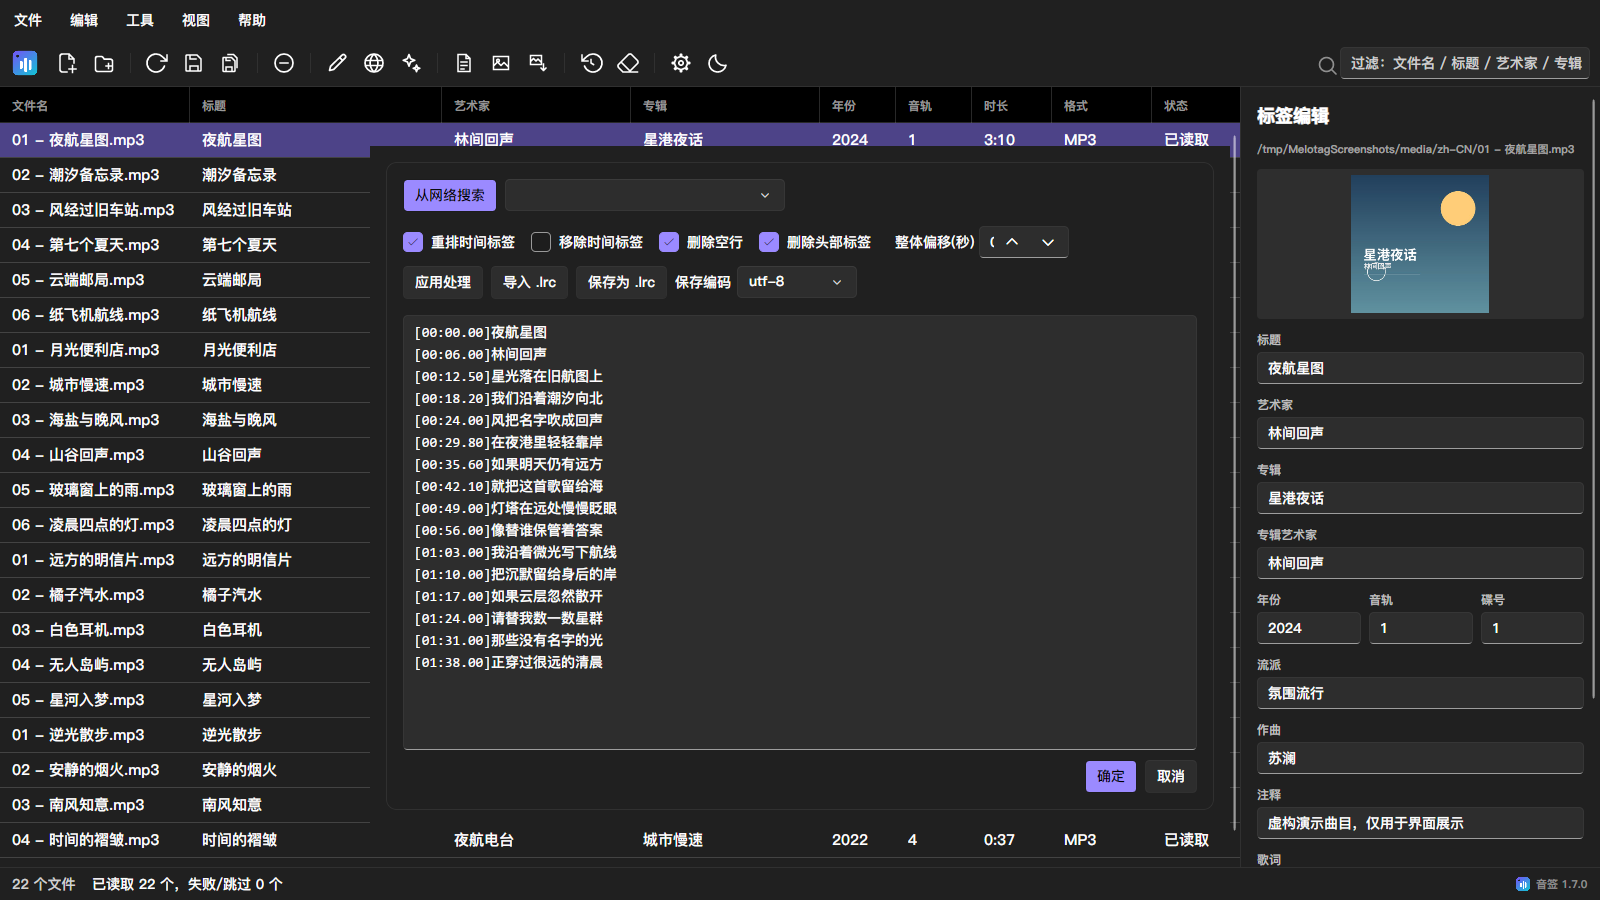 文件 编辑 工具 视图 帮助
过滤：文件名 / 标题 / 艺术家 / 专辑
文件名 标题 艺术家 专辑 年份 音轨 时长 格式 状态
01 – 夜航星图.mp3 夜航星图 林间回声 星港夜话 2024 1 3:10 MP3 已读取
02 – 潮汐备忘录.mp3 潮汐备忘录
03 – 风经过旧车站.mp3 风经过旧车站
04 – 第七个夏天.mp3 第七个夏天
05 – 云端邮局.mp3 云端邮局
06 – 纸飞机航线.mp3 纸飞机航线
01 – 月光便利店.mp3 月光便利店
02 – 城市慢速.mp3 城市慢速
03 – 海盐与晚风.mp3 海盐与晚风
04 – 山谷回声.mp3 山谷回声
05 – 玻璃窗上的雨.mp3 玻璃窗上的雨
06 – 凌晨四点的灯.mp3 凌晨四点的灯
01 – 远方的明信片.mp3 远方的明信片
02 – 橘子汽水.mp3 橘子汽水
03 – 白色耳机.mp3 白色耳机
04 – 无人岛屿.mp3 无人岛屿
05 – 星河入梦.mp3 星河入梦
01 – 逆光散步.mp3 逆光散步
02 – 安静的烟火.mp3 安静的烟火
03 – 南风知意.mp3 南风知意
04 – 时间的褶皱.mp3 时间的褶皱 夜航电台 城市慢速 2022 4 0:37 MP3 已读取
从网络搜索
重排时间标签 移除时间标签 删除空行 删除头部标签 整体偏移(秒)
应用处理 导入 .lrc 保存为 .lrc 保存编码 utf-8
[00:00.00]夜航星图
[00:06.00]林间回声
[00:12.50]星光落在旧航图上
[00:18.20]我们沿着潮汐向北
[00:24.00]风把名字吹成回声
[00:29.80]在夜港里轻轻靠岸
[00:35.60]如果明天仍有远方
[00:42.10]就把这首歌留给海
[00:49.00]灯塔在远处慢慢眨眼
[00:56.00]像替谁保管着答案
[01:03.00]我沿着微光写下航线
[01:10.00]把沉默留给身后的岸
[01:17.00]如果云层忽然散开
[01:24.00]请替我数一数星群
[01:31.00]那些没有名字的光
[01:38.00]正穿过很远的清晨
确定 取消
标签编辑
/tmp/MelotagScreenshots/media/zh-CN/01 – 夜航星图.mp3
星港夜话
林间回声
标题
夜航星图
艺术家
林间回声
专辑
星港夜话
专辑艺术家
林间回声
年份 音轨 碟号
2024 1 1
流派
氛围流行
作曲
苏澜
注释
虚构演示曲目，仅用于界面展示
歌词
22 个文件 已读取 22 个，失败/跳过 0 个
音签 1.7.0